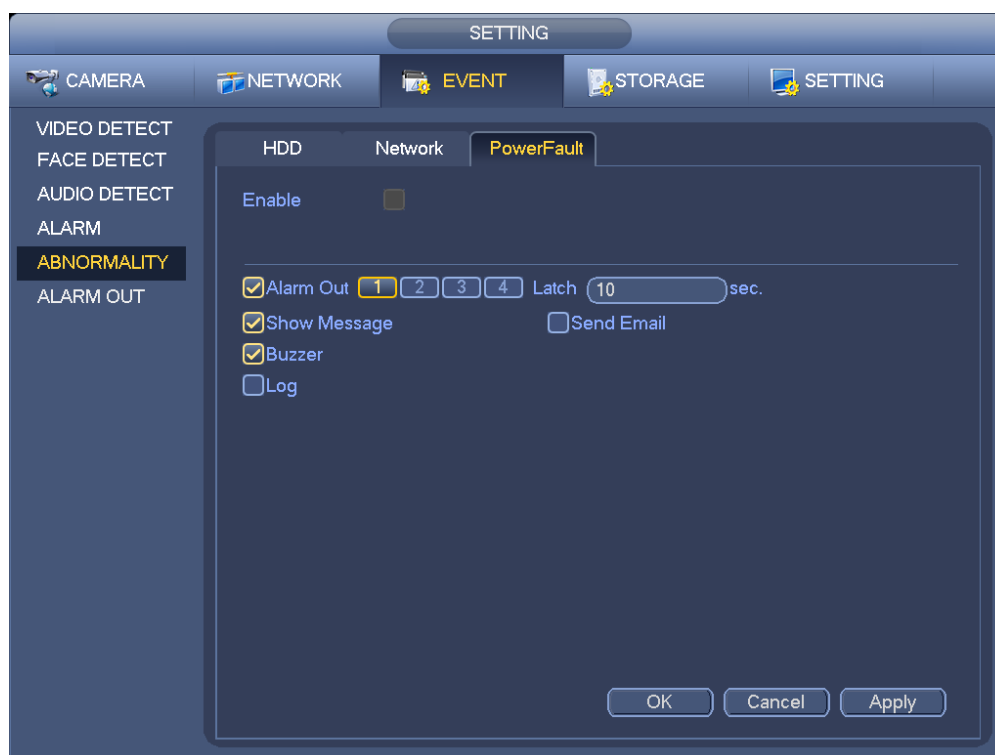 SETTING
CAMERA NETWORK EVENT STORAGE SETTING
VIDEO DETECT
FACE DETECT
AUDIO DETECT
ALARM
ABNORMALITY
ALARM OUT
HDD Network PowerFault
Enable
Alarm Out 1 2 3 4 Latch 10 sec.
Show Message Send Email
Buzzer
Log
OK Cancel Apply